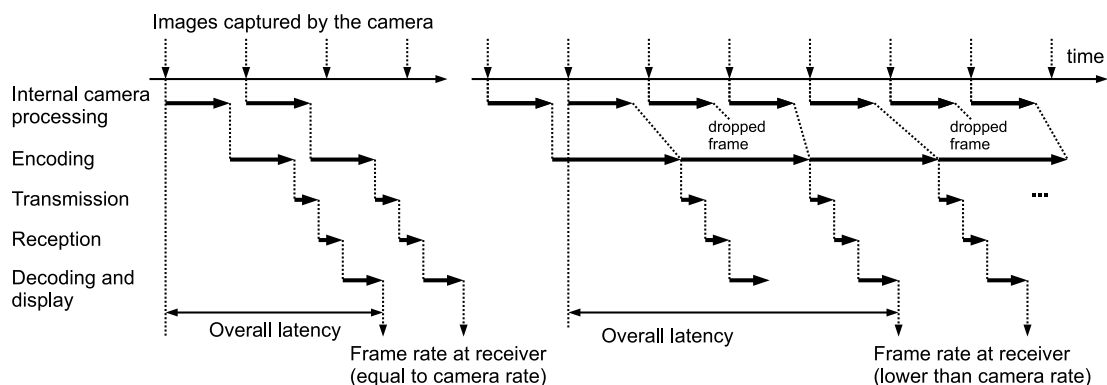 Images captured by the camera
time
Internal camera
processing
dropped
frame
dropped
frame
Encoding
Transmission
...
Reception
Decoding and
display
Overall latency
Overall latency
Frame rate at receiver
(equal to camera rate)
Frame rate at receiver
(lower than camera rate)